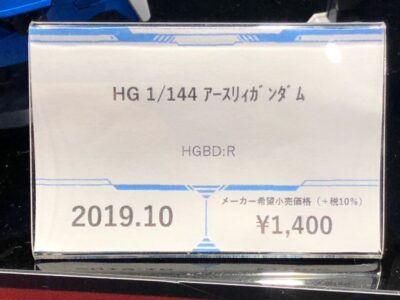 HG 1/144 ｱｰｽﾘｨｶﾞﾝﾀﾞﾑ
HGBD:R
2019.10
メーカー希望小売価格（＋税10%）
¥1,400